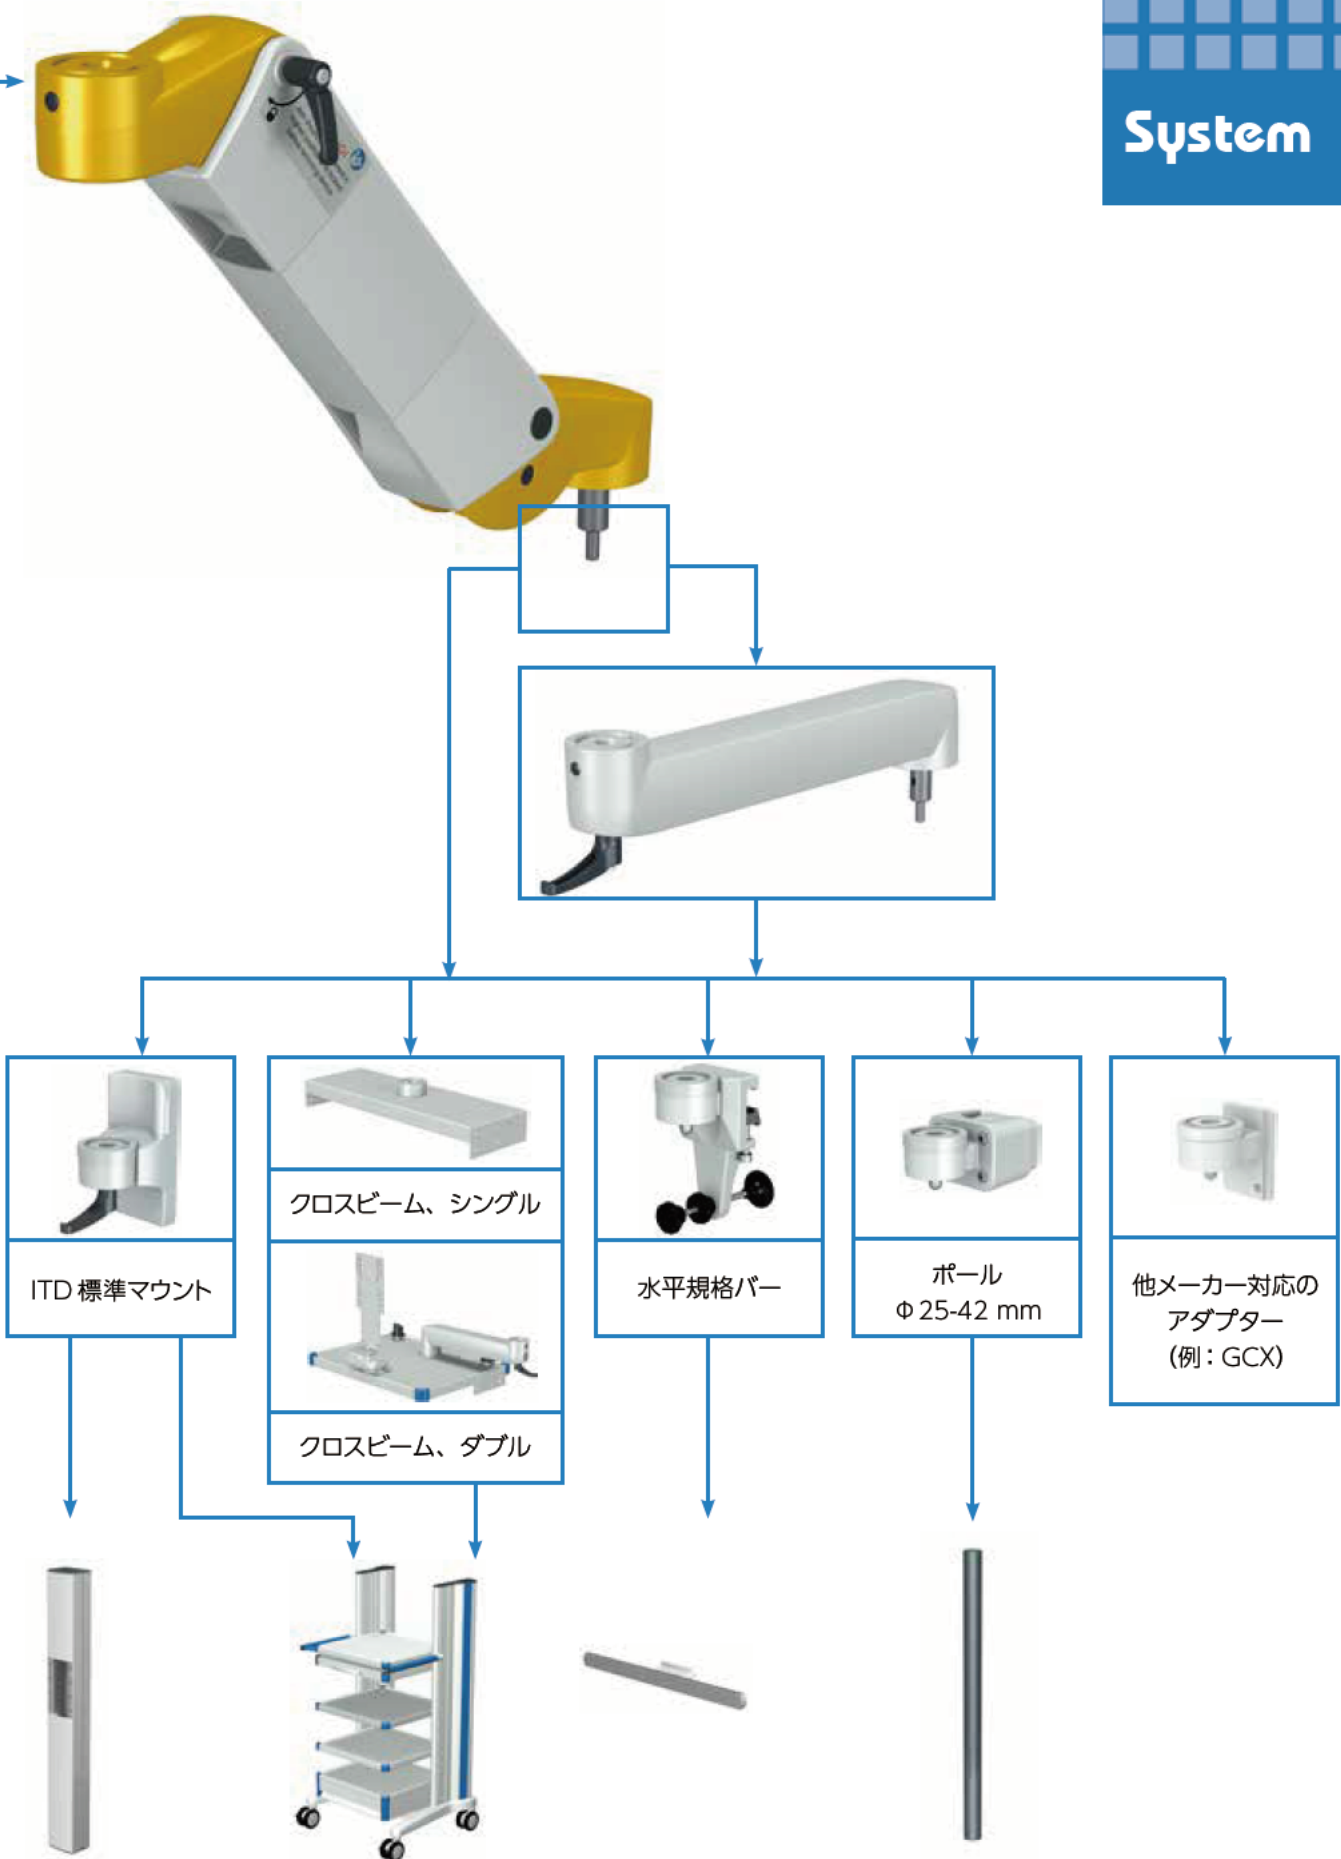 System
クロスビーム、シングル
ITD 標準マウント
水平規格バー
ポール
Φ25-42 mm
他メーカー対応の
アダプター
(例：GCX)
クロスビーム、ダブル